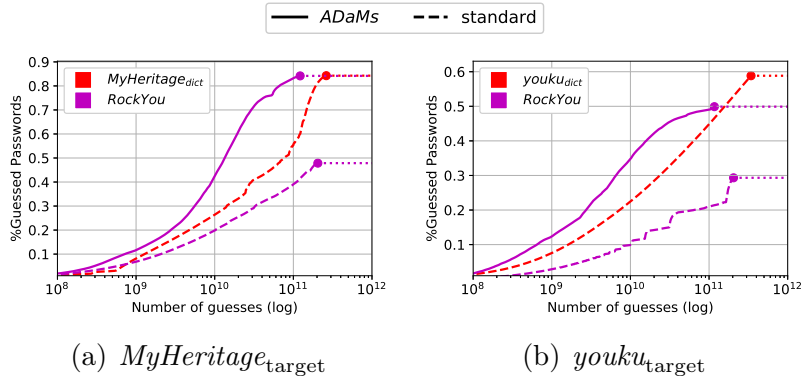 ADaMs standard
0.9
0.8
0.7
0.6
0.5
0.4
0.3
0.2
0.1
%Guessed Passwords
MyHeritage_dict
RockYou
10^8 10^9 10^10 10^11 10^12
Number of guesses (log)
(a) MyHeritage_target
0.6
0.5
0.4
0.3
0.2
0.1
%Guessed Passwords
youku_dict
RockYou
10^8 10^9 10^10 10^11 10^12
Number of guesses (log)
(b) youku_target